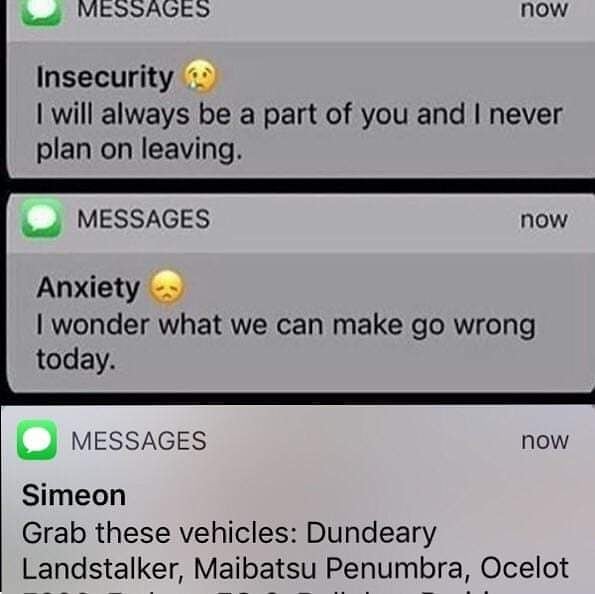 MESSAGES now
Insecurity 😢
I will always be a part of you and I never
plan on leaving.
MESSAGES now
Anxiety 😞
I wonder what we can make go wrong
today.
MESSAGES now
Simeon
Grab these vehicles: Dundeary
Landstalker, Maibatsu Penumbra, Ocelot